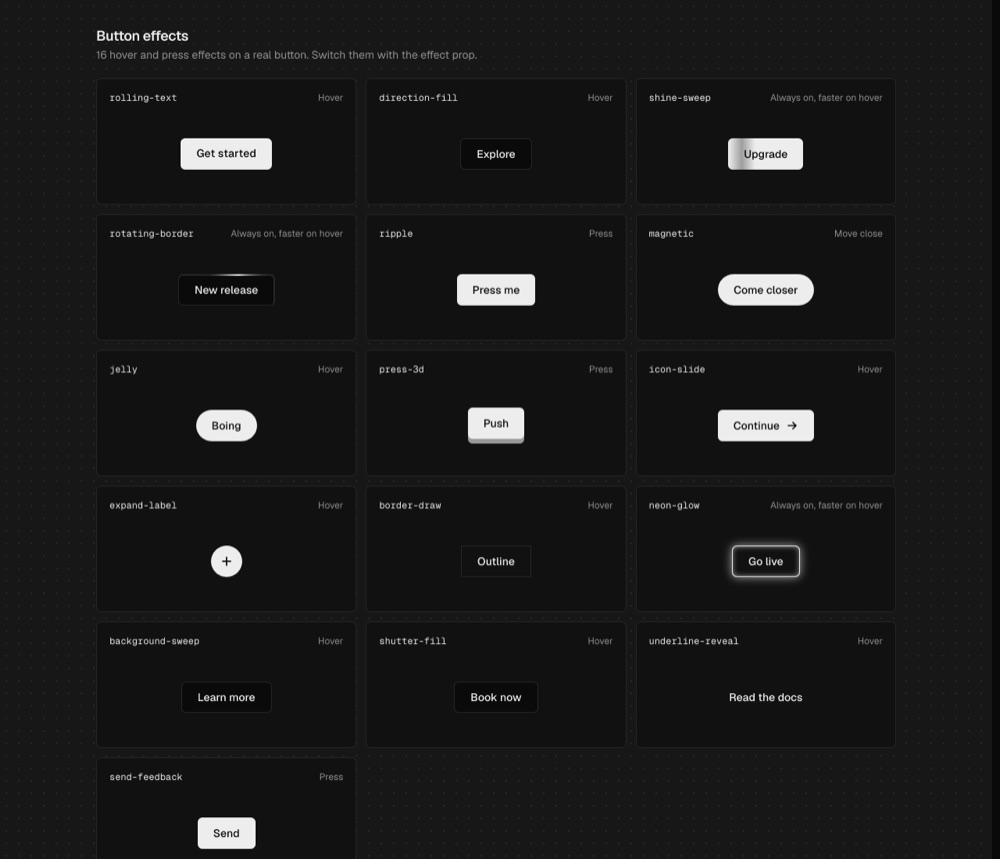 Button effects
16 hover and press effects on a real button. Switch them with the effect prop.
rolling-text Hover
Get started
direction-fill Hover
Explore
shine-sweep Always on, faster on hover
Upgrade
rotating-border Always on, faster on hover
New release
ripple Press
Press me
magnetic Move close
Come closer
jelly Hover
Boing
press-3d Press
Push
icon-slide Hover
Continue →
expand-label Hover
+
border-draw Hover
Outline
neon-glow Always on, faster on hover
Go live
background-sweep Hover
Learn more
shutter-fill Hover
Book now
underline-reveal Hover
Read the docs
send-feedback Press
Send